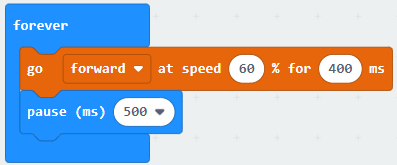 forever
go forward at speed 60 % for 400 ms
pause (ms) 500